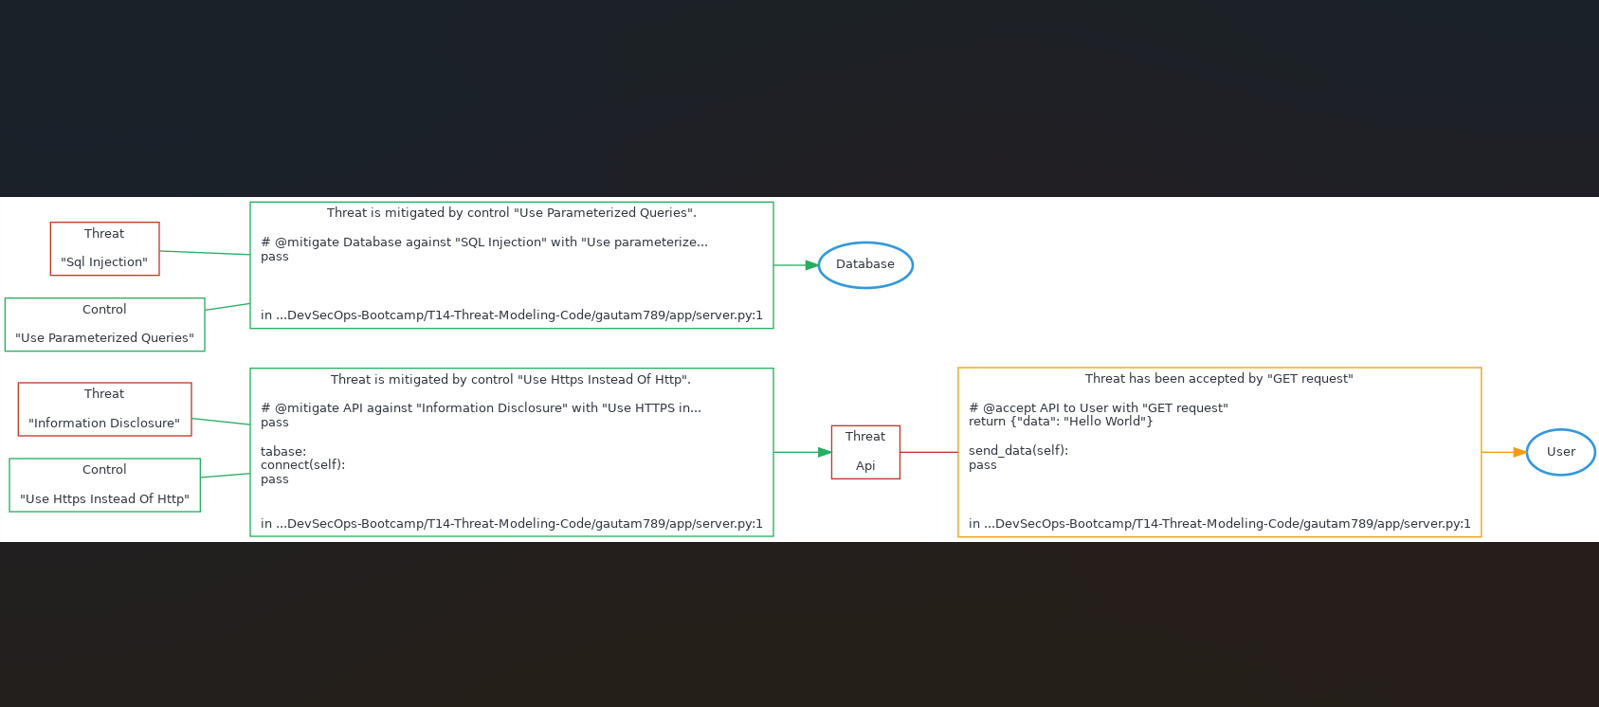 Threat
"Sql Injection"
Control
"Use Parameterized Queries"
Threat is mitigated by control "Use Parameterized Queries".
# @mitigate Database against "SQL Injection" with "Use parameterize...
pass
in ...DevSecOps-Bootcamp/T14-Threat-Modeling-Code/gautam789/app/server.py:1
Database
Threat
"Information Disclosure"
Control
"Use Https Instead Of Http"
Threat is mitigated by control "Use Https Instead Of Http".
# @mitigate API against "Information Disclosure" with "Use HTTPS in...
pass
tabase:
connect(self):
pass
in ...DevSecOps-Bootcamp/T14-Threat-Modeling-Code/gautam789/app/server.py:1
Threat
Api
Threat has been accepted by "GET request"
# @accept API to User with "GET request"
return {"data": "Hello World"}
send_data(self):
pass
in ...DevSecOps-Bootcamp/T14-Threat-Modeling-Code/gautam789/app/server.py:1
User